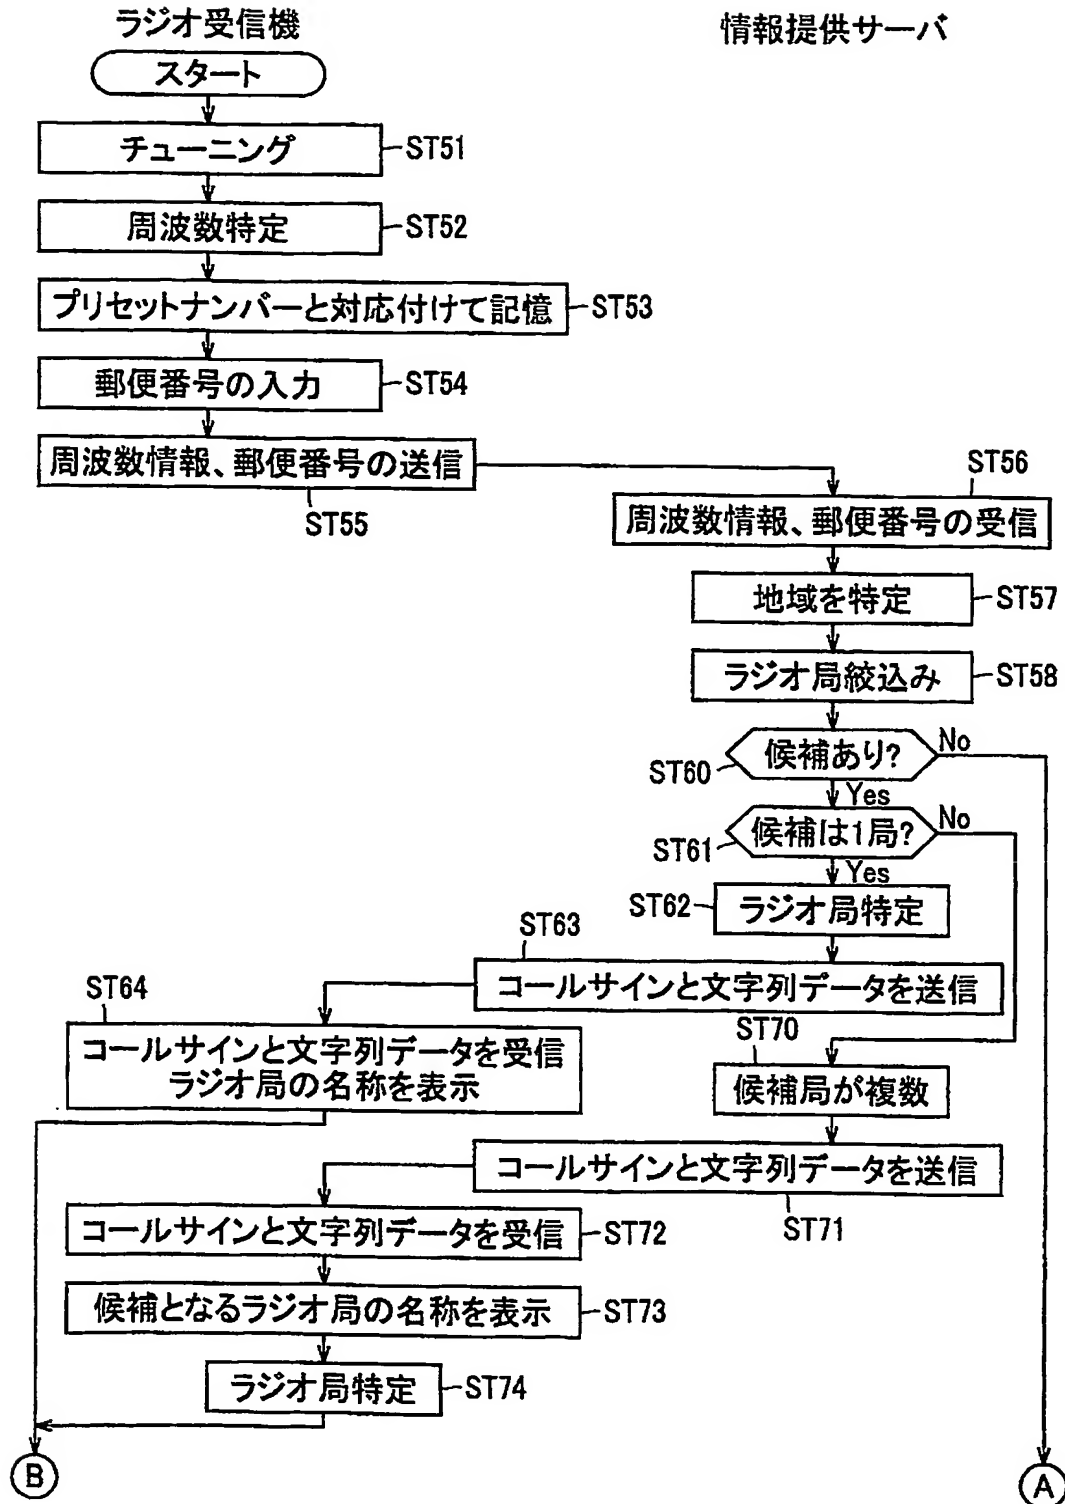 ラジオ受信機
情報提供サーバ
スタート
チューニング
ST51
周波数特定
ST52
プリセットナンバーと対応付けて記憶
ST53
郵便番号の入力
ST54
周波数情報、郵便番号の送信
ST55
ST56
周波数情報、郵便番号の受信
地域を特定
ST57
ラジオ局絞込み
ST58
候補あり?
No
ST60
Yes
候補は1局?
No
ST61
Yes
ST62
ラジオ局特定
ST63
コールサインと文字列データを送信
ST64
コールサインと文字列データを受信
ラジオ局の名称を表示
ST70
候補局が複数
コールサインと文字列データを送信
ST71
コールサインと文字列データを受信
ST72
候補となるラジオ局の名称を表示
ST73
ラジオ局特定
ST74
B
A